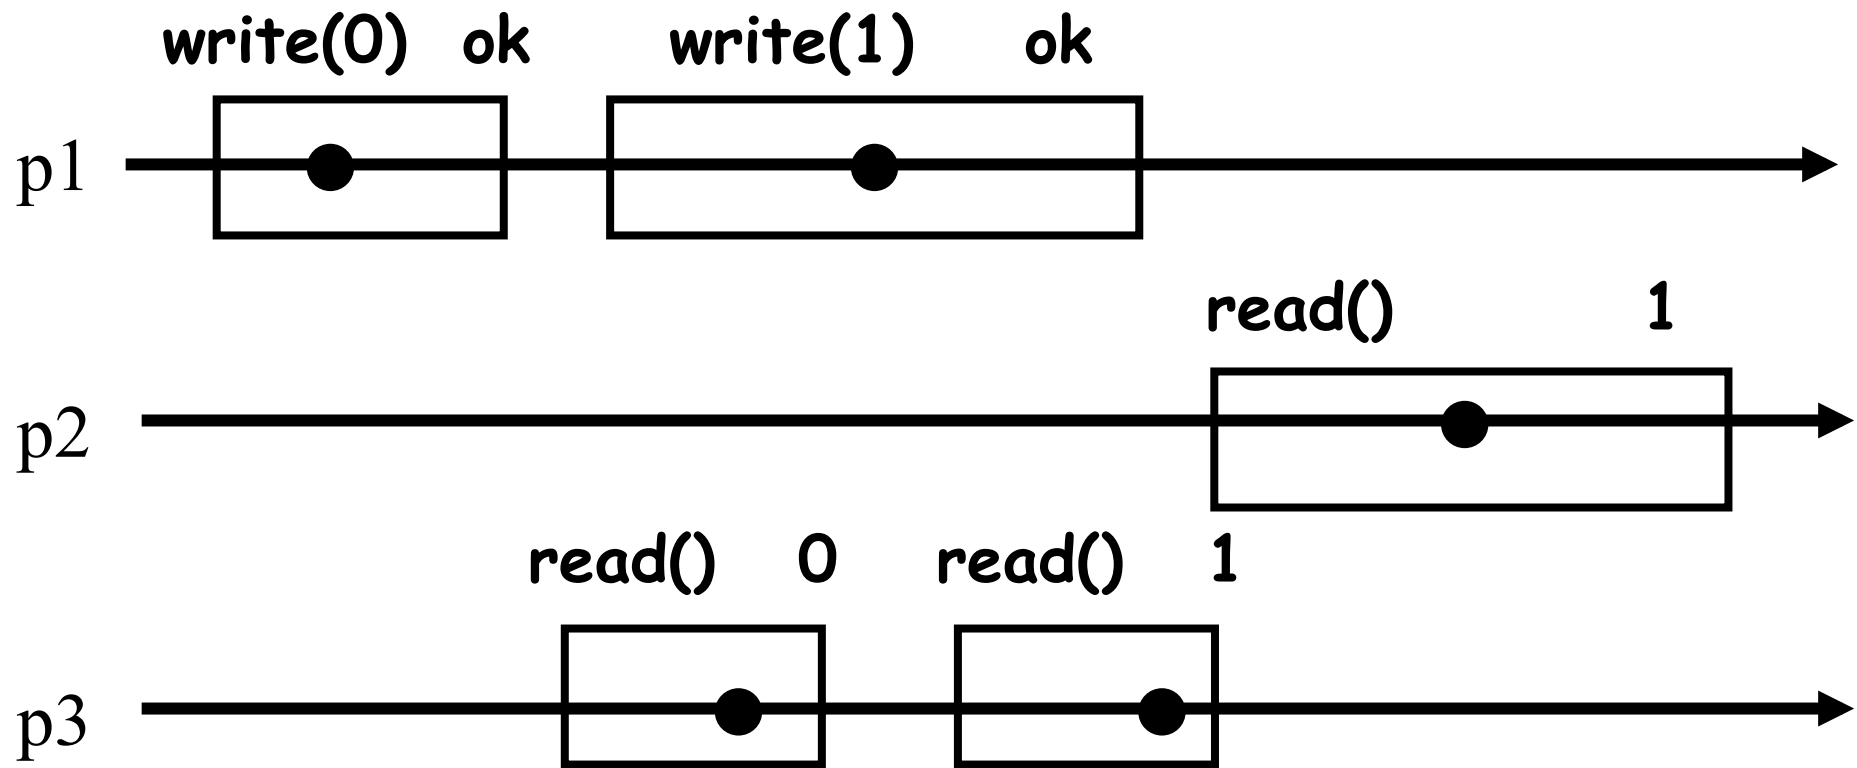 write(0) ok write(1) ok
p1
read() 1
p2
read() 0 read() 1
p3